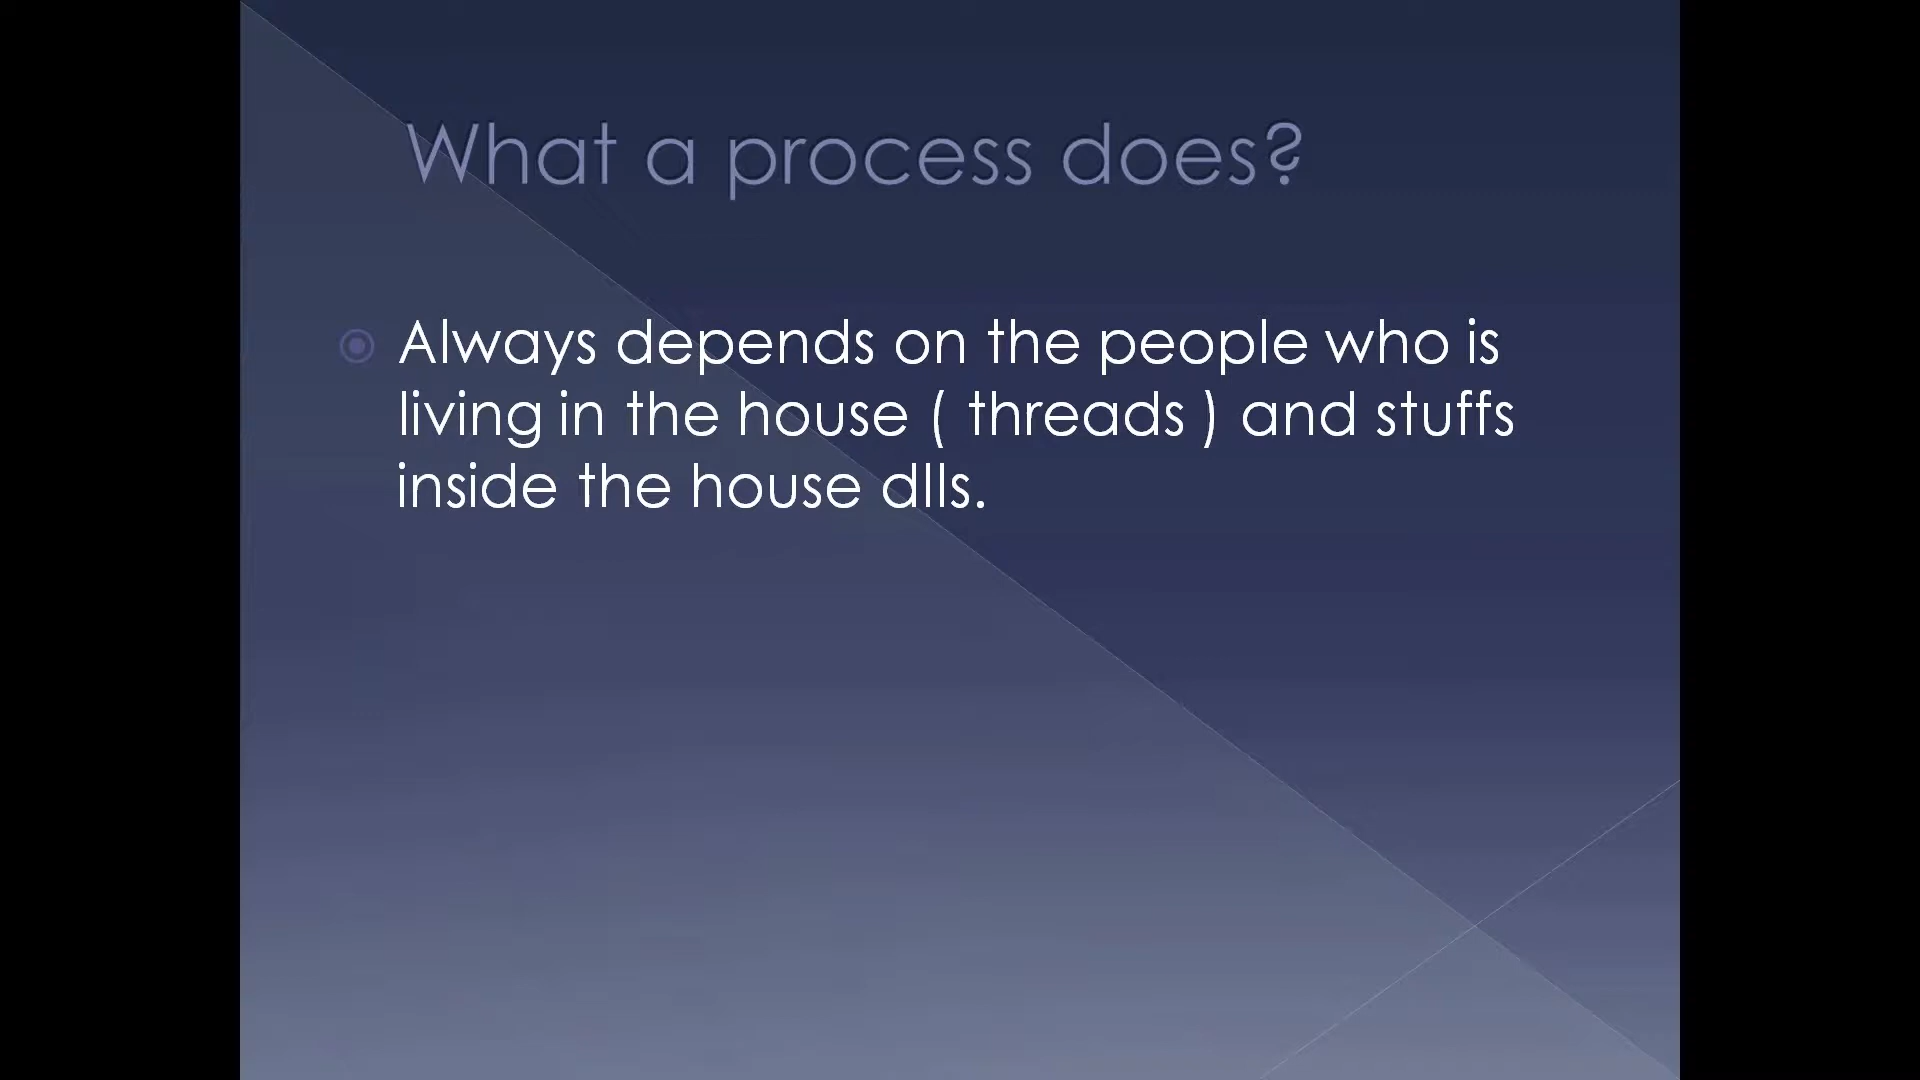 What a process does?
Always depends on the people who is
living in the house ( threads ) and stuffs
inside the house dlls.